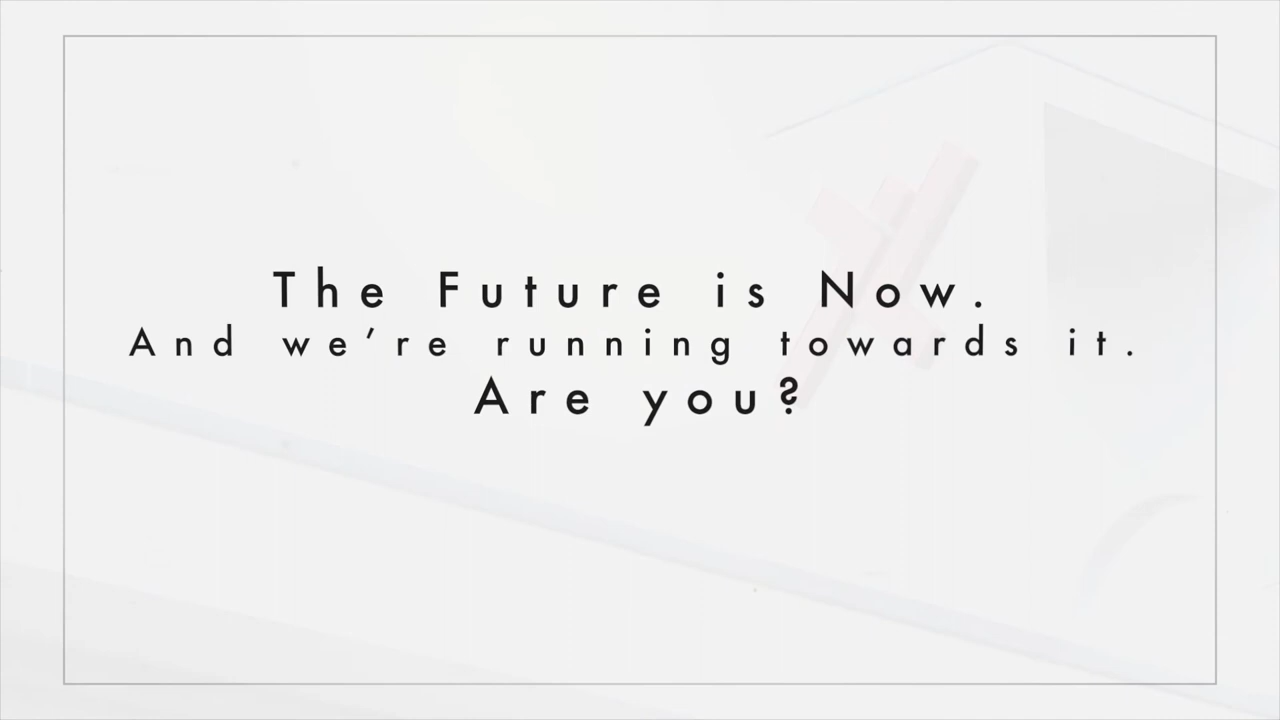 The Future is Now.
And we’re running towards it.
Are you?